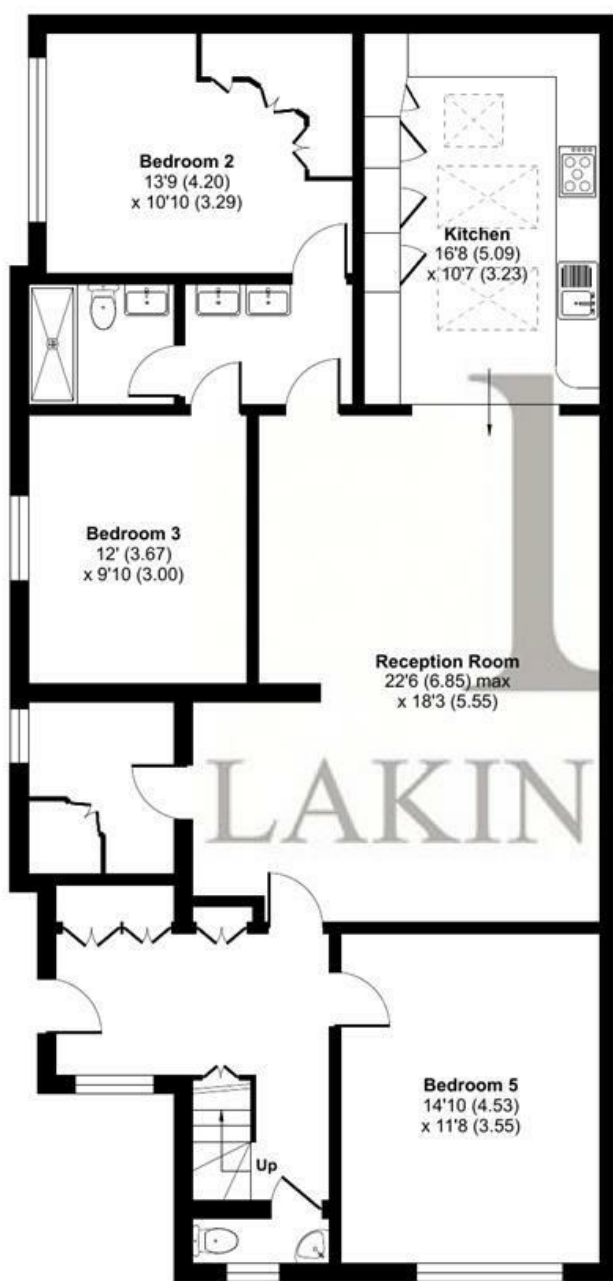 Bedroom 2
13'9 (4.20)
x 10'10 (3.29)
Kitchen
16'8 (5.09)
x 10'7 (3.23)
Bedroom 3
12' (3.67)
x 9'10 (3.00)
Reception Room
22'6 (6.85) max
x 18'3 (5.55)
LAKIN
Bedroom 5
14'10 (4.53)
x 11'8 (3.55)
Up